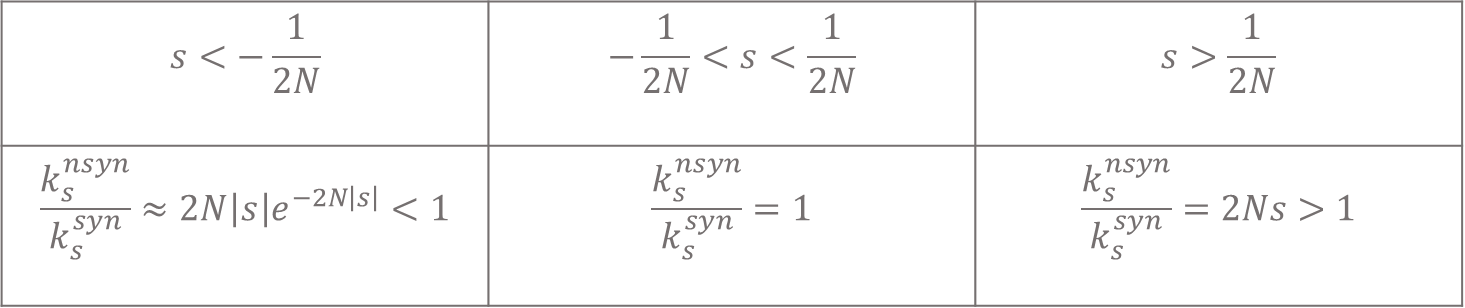 s < − 1/2N
− 1/2N < s < 1/2N
s > 1/2N
k_s^{nsyn}/k_s^{syn} ≈ 2N|s|e^{−2N|s|} < 1
k_s^{nsyn}/k_s^{syn} = 1
k_s^{nsyn}/k_s^{syn} = 2Ns > 1